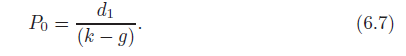 P₀ = d₁ / (k − g). (6.7)